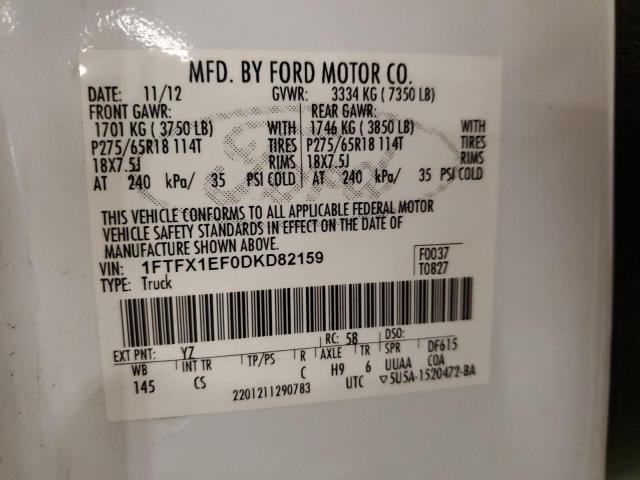 MFD. BY FORD MOTOR CO.
DATE: 11/12 GVWR: 3334 KG ( 7350 LB)
FRONT GAWR: REAR GAWR:
1701 KG ( 3750 LB) WITH 1746 KG ( 3850 LB) WITH
P275/65R18 114T TIRES P275/65R18 114T TIRES
18X7.5J RIMS 18X7.5J RIMS
AT 240 kPa/ 35 PSI COLD AT 240 kPa/ 35 PSI COLD
THIS VEHICLE CONFORMS TO ALL APPLICABLE FEDERAL MOTOR
VEHICLE SAFETY STANDARDS IN EFFECT ON THE DATE OF
MANUFACTURE SHOWN ABOVE.
VIN: 1FTFX1EF0DKD82159 F0037
TYPE: Truck T0827
EXT PNT: YZ RC: 58 DSO:
WB INT TR TP/PS R AXLE TR SPR DF615
145 CS C H9 6 UUAA COA
2201211290783 UTC ▽5U5A-1520472-BA
Ford